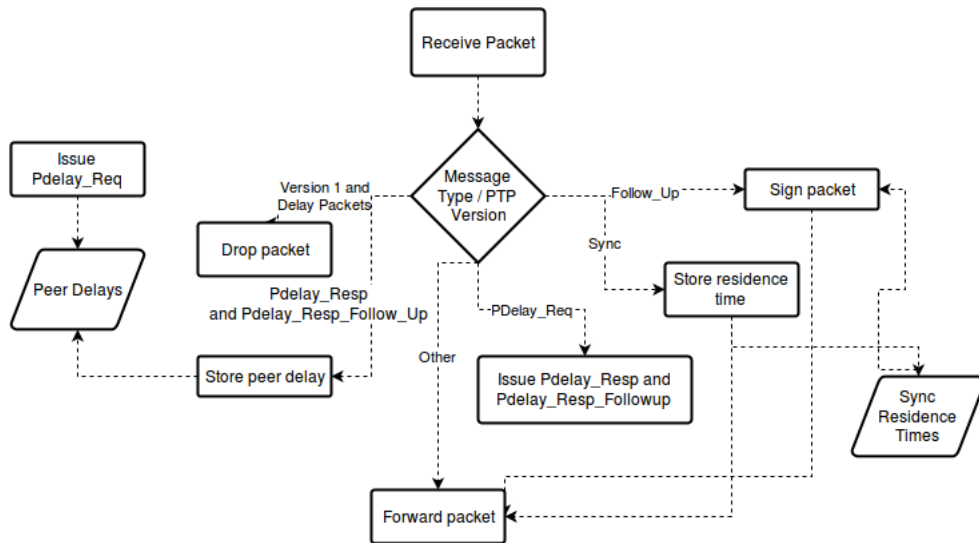 Receive Packet
Issue
Pdelay_Req
Message
Type / PTP
Version
Version 1 and
Delay Packets
Follow_Up
Sign packet
Drop packet
Sync
Peer Delays
Store residence
time
Pdelay_Resp
and Pdelay_Resp_Follow_Up
PDelay_Req
Other
Store peer delay
Issue Pdelay_Resp and
Pdelay_Resp_Followup
Sync
Residence
Times
Forward packet